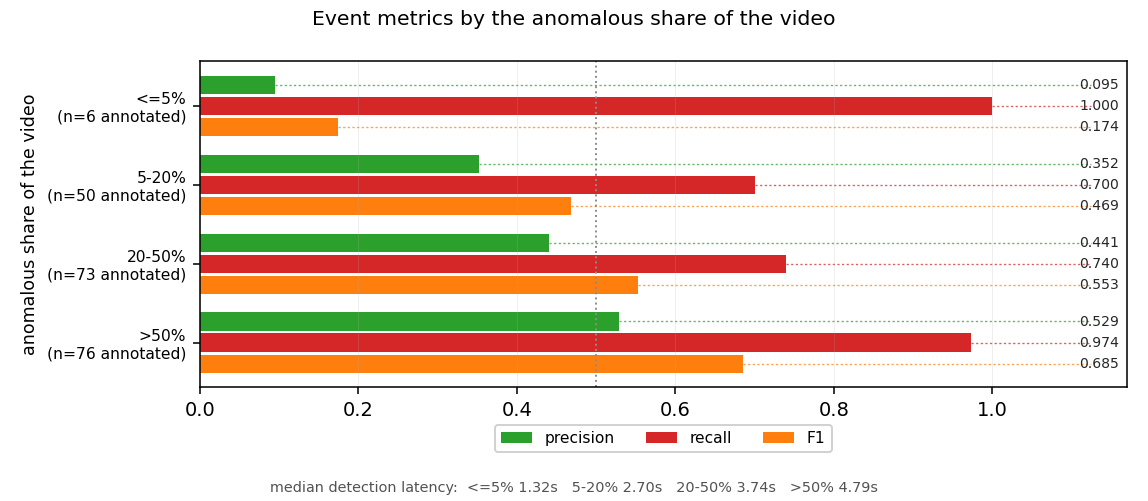 Event metrics by the anomalous share of the video
anomalous share of the video
<=5%
(n=6 annotated)
0.095
1.000
0.174
5-20%
(n=50 annotated)
0.352
0.700
0.469
20-50%
(n=73 annotated)
0.441
0.740
0.553
>50%
(n=76 annotated)
0.529
0.974
0.685
0.0 0.2 0.4 0.6 0.8 1.0
precision recall F1
median detection latency: <=5% 1.32s 5-20% 2.70s 20-50% 3.74s >50% 4.79s